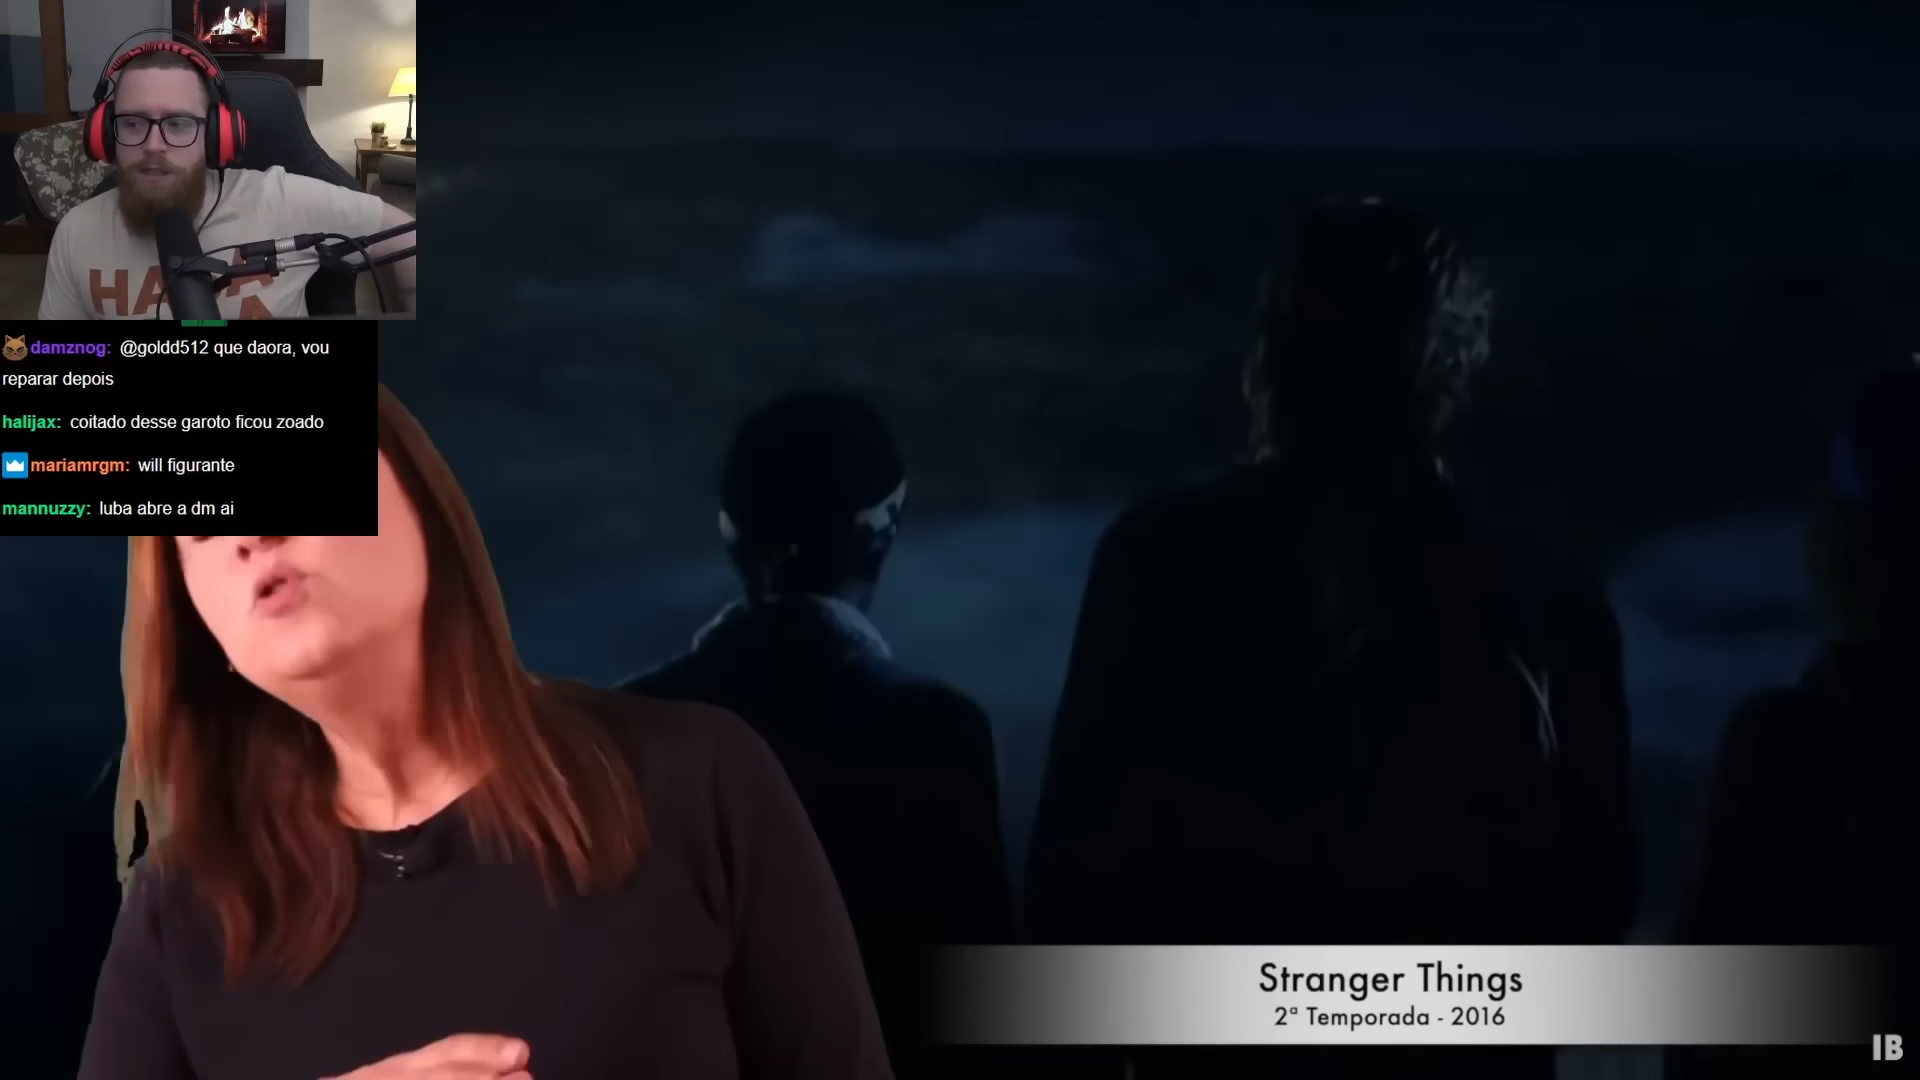 HA
A
damznog: @goldd512 que daora, vou
reparar depois
halijax: coitado desse garoto ficou zoado
mariamrgm: will figurante
mannuzzy: luba abre a dm ai
Stranger Things
2ª Temporada - 2016
IB